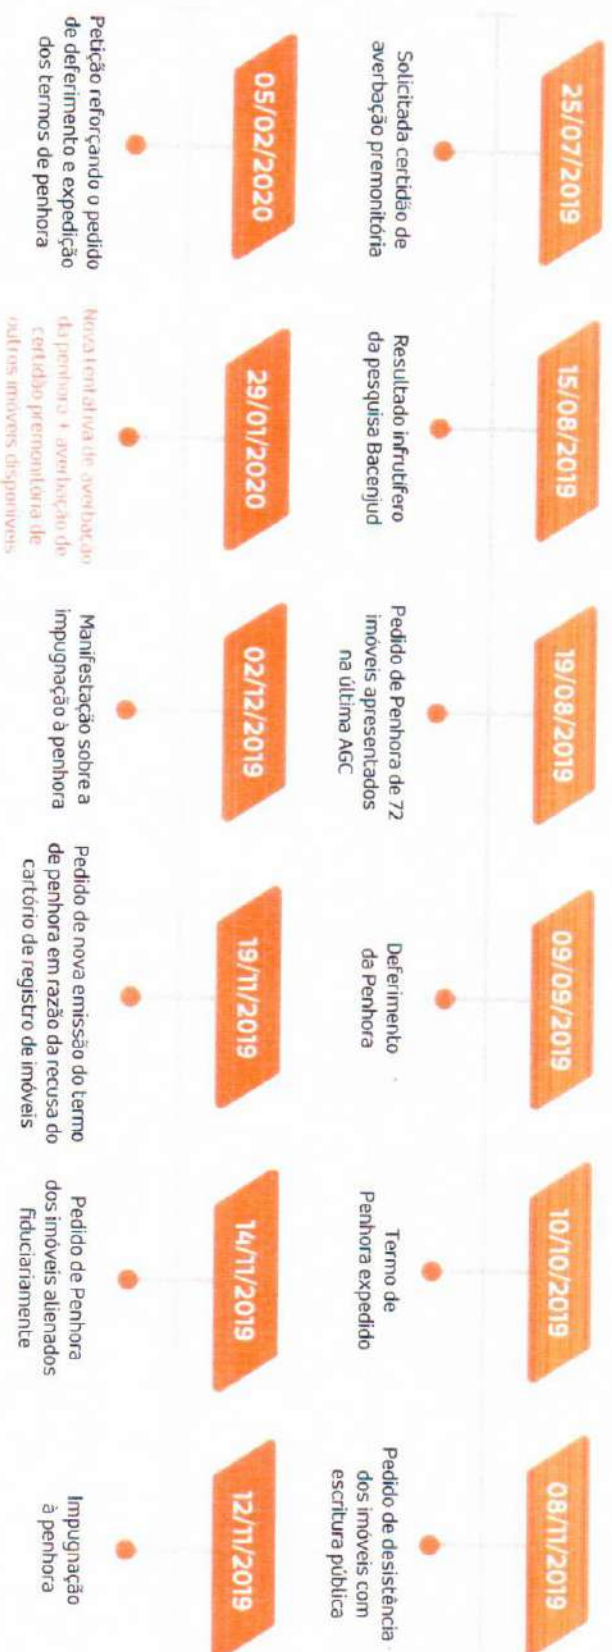 25/07/2019
Solicitada certidão de
averbação premonitória
15/08/2019
Resultado infrutífero
da pesquisa Bacenjud
19/08/2019
Pedido de Penhora de 72
imóveis apresentados
na última AGC
09/09/2019
Deferimento
da Penhora
10/10/2019
Termo de
Penhora expedido
08/11/2019
Pedido de desistência
dos imóveis com
escritura pública
05/02/2020
Petição reforçando o pedido
de deferimento e expedição
dos termos de penhora
29/01/2020
Nova tentativa de averbação
da penhora + averbação de
certidão premonitória de
outros imóveis disponíveis
02/12/2019
Manifestação sobre a
impugnação à penhora
19/11/2019
Pedido de nova emissão do termo
de penhora em razão da recusa do
cartório de registro de imóveis
14/11/2019
Pedido de Penhora
dos imóveis alienados
fiduciariamente
12/11/2019
Impugnação
à penhora